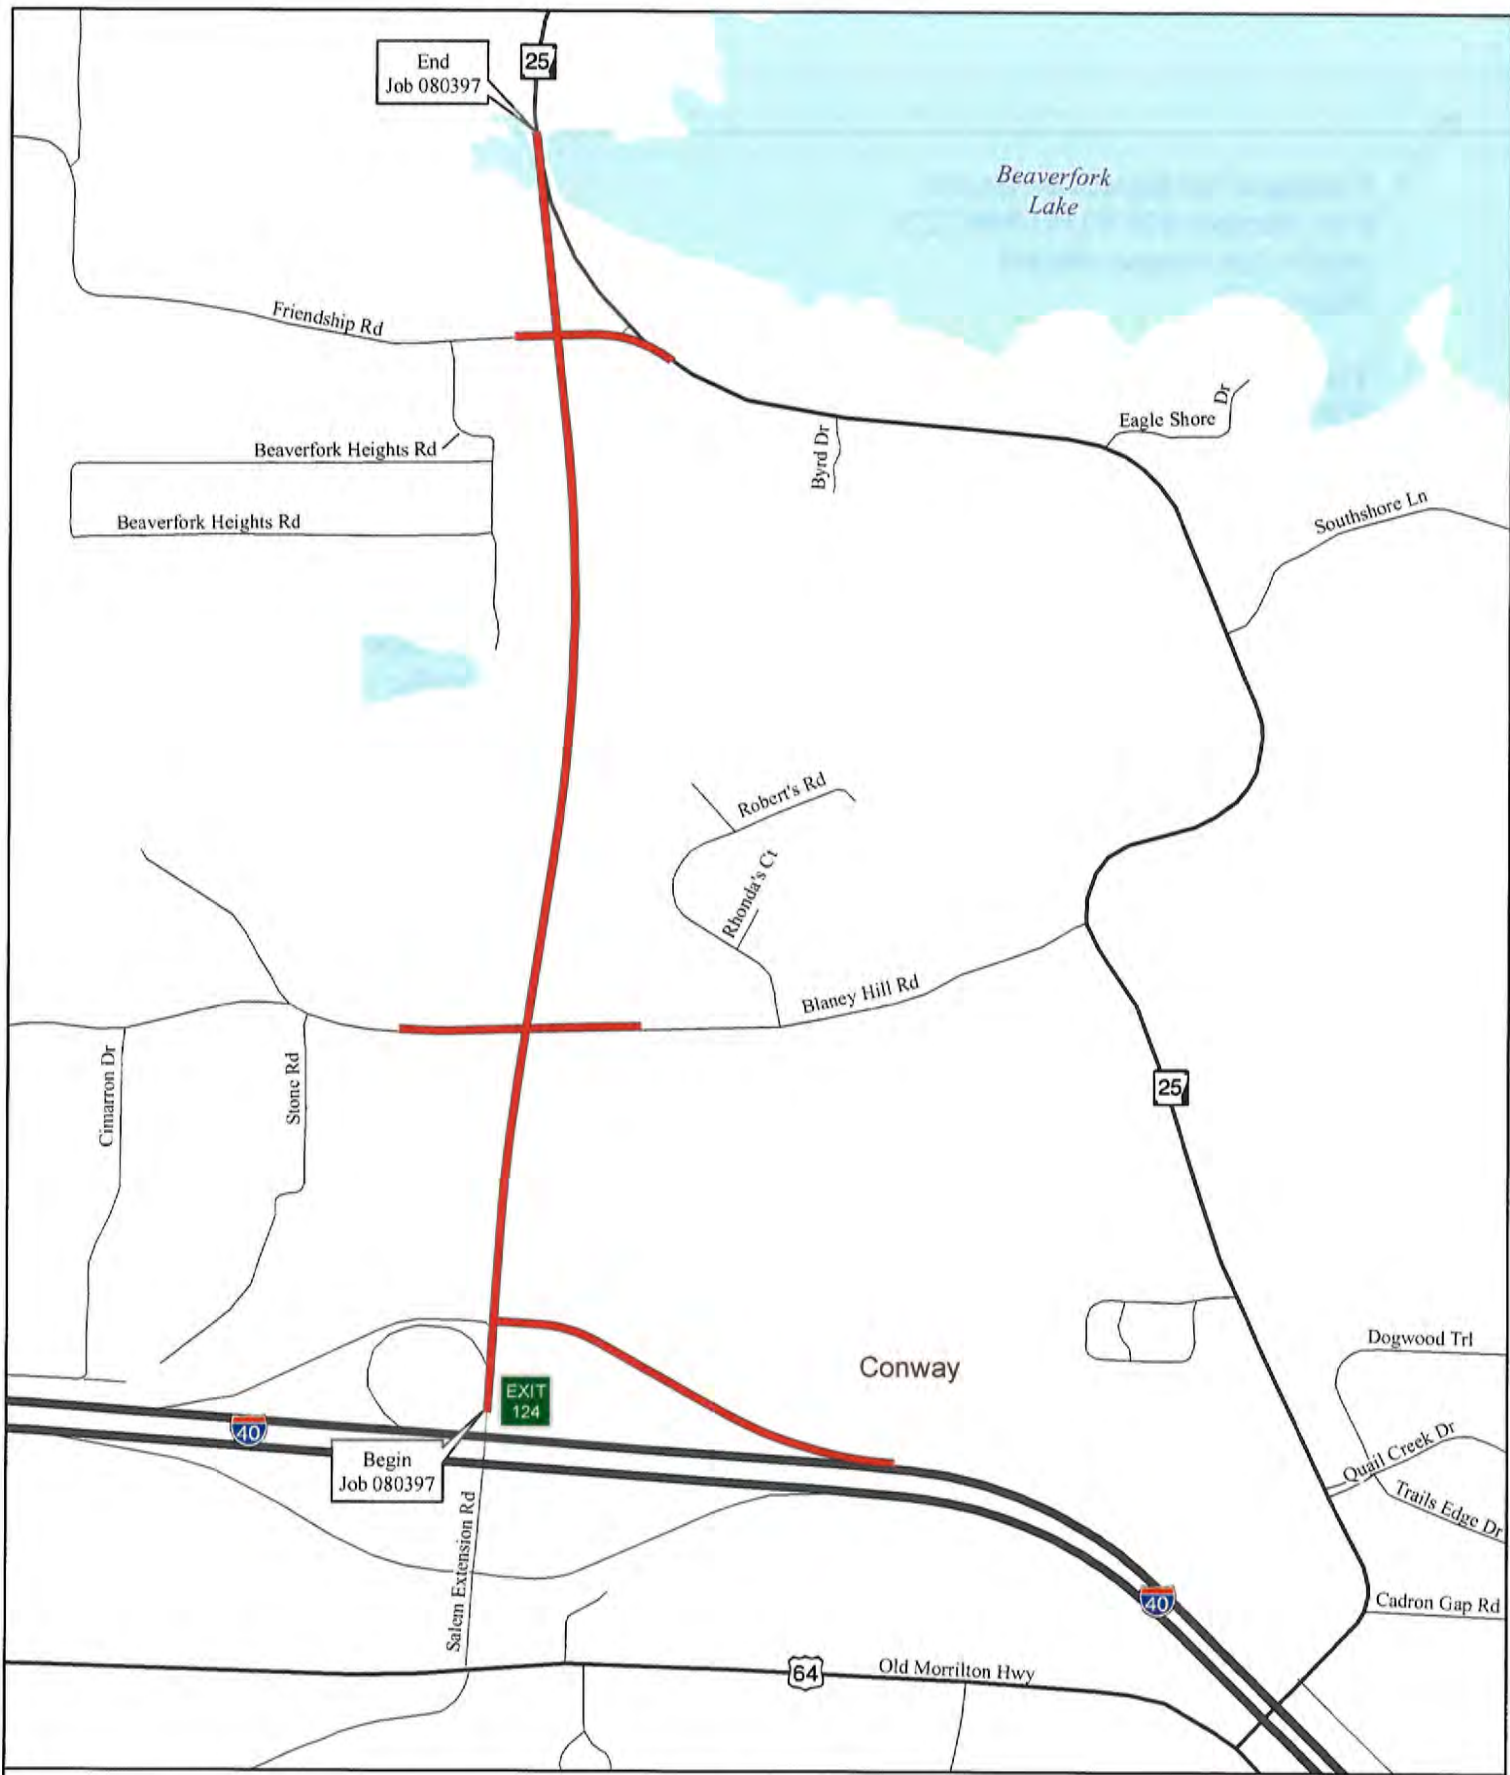 End
Job 080397
25
Beaverfork
Lake
Friendship Rd
Eagle Shore Dr
Beaverfork Heights Rd
Byrd Dr
Beaverfork Heights Rd
Southshore Ln
Robert's Rd
Rhonda's Ct
Blaney Hill Rd
Cimarron Dr
Stone Rd
25
Dogwood Trl
Conway
EXIT
124
40
Begin
Job 080397
Quail Creek Dr
Trails Edge Dr
Salem Extension Rd
40
Cadron Gap Rd
64
Old Morrilton Hwy